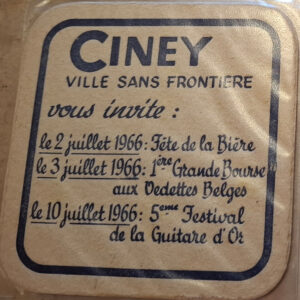 CINEY
VILLE SANS FRONTIERE
vous invite :
le 2 juillet 1966: Fête de la Bière
le 3 juillet 1966: 1ère Grande Bourse
aux Vedettes Belges
le 10 juillet 1966: 5eme Festival
de la Guitare d'Or